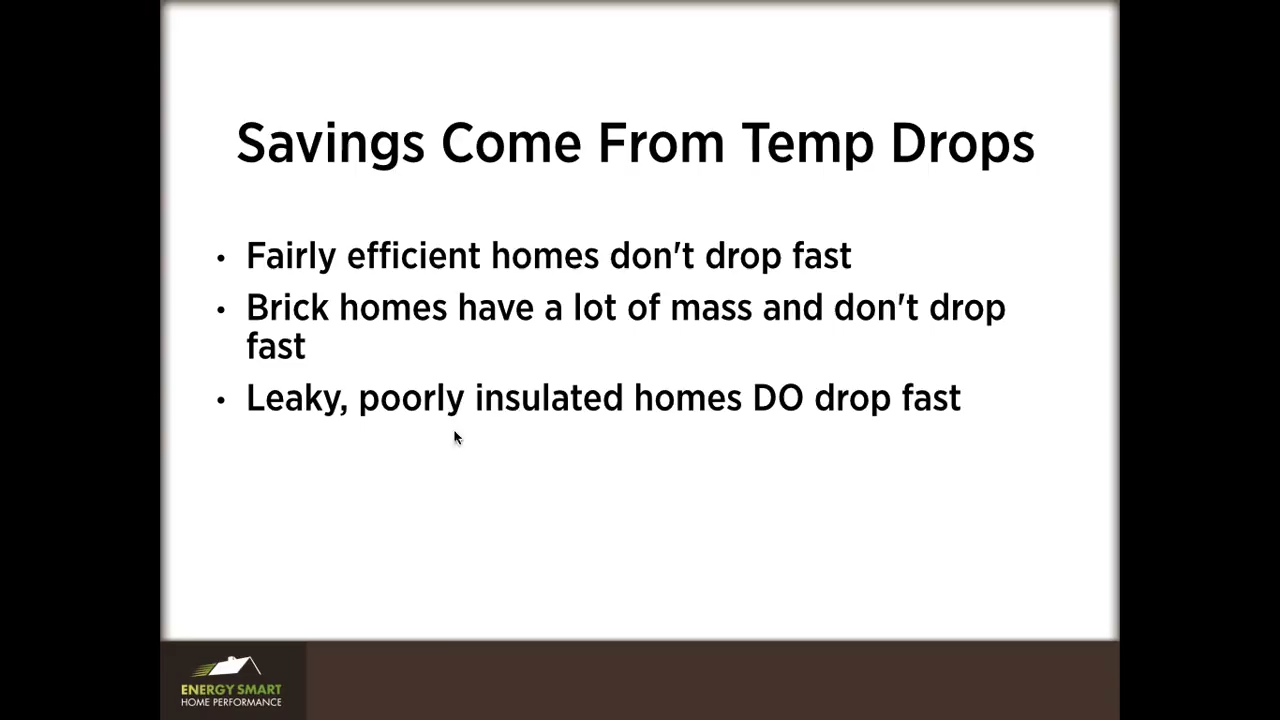 Savings Come From Temp Drops
• Fairly efficient homes don't drop fast
• Brick homes have a lot of mass and don't drop
fast
• Leaky, poorly insulated homes DO drop fast
ENERGY SMART
HOME PERFORMANCE